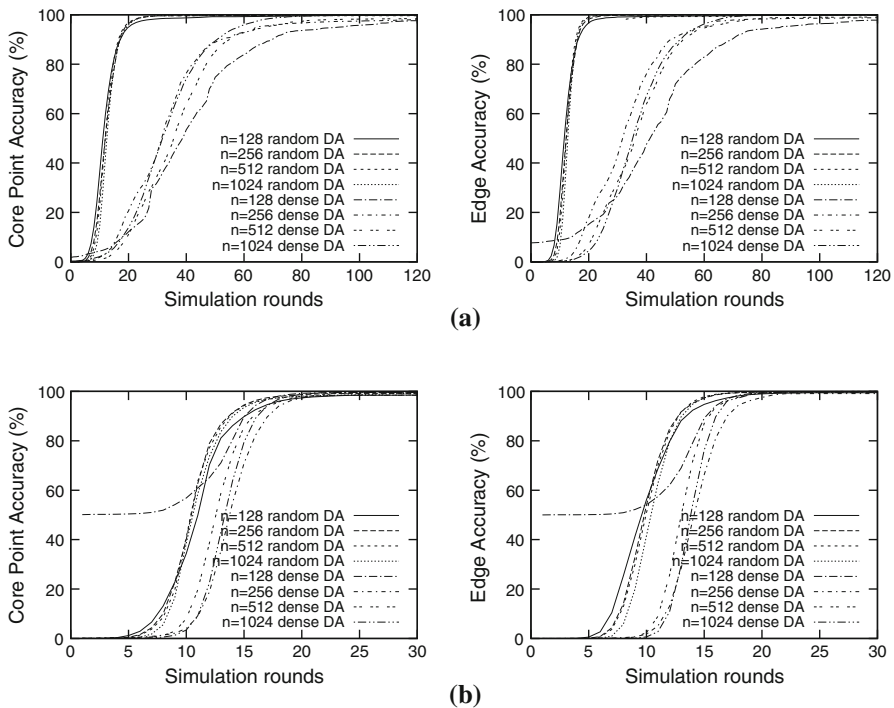 100
80
60
40
20
0
Core Point Accuracy (%)
n=128 random DA
n=256 random DA
n=512 random DA
n=1024 random DA
n=128 dense DA
n=256 dense DA
n=512 dense DA
n=1024 dense DA
0 20 40 60 80 100 120
Simulation rounds
100
80
60
40
20
0
Edge Accuracy (%)
n=128 random DA
n=256 random DA
n=512 random DA
n=1024 random DA
n=128 dense DA
n=256 dense DA
n=512 dense DA
n=1024 dense DA
0 20 40 60 80 100 120
Simulation rounds
(a)
100
80
60
40
20
0
Core Point Accuracy (%)
n=128 random DA
n=256 random DA
n=512 random DA
n=1024 random DA
n=128 dense DA
n=256 dense DA
n=512 dense DA
n=1024 dense DA
0 5 10 15 20 25 30
Simulation rounds
100
80
60
40
20
0
Edge Accuracy (%)
n=128 random DA
n=256 random DA
n=512 random DA
n=1024 random DA
n=128 dense DA
n=256 dense DA
n=512 dense DA
n=1024 dense DA
0 5 10 15 20 25 30
Simulation rounds
(b)